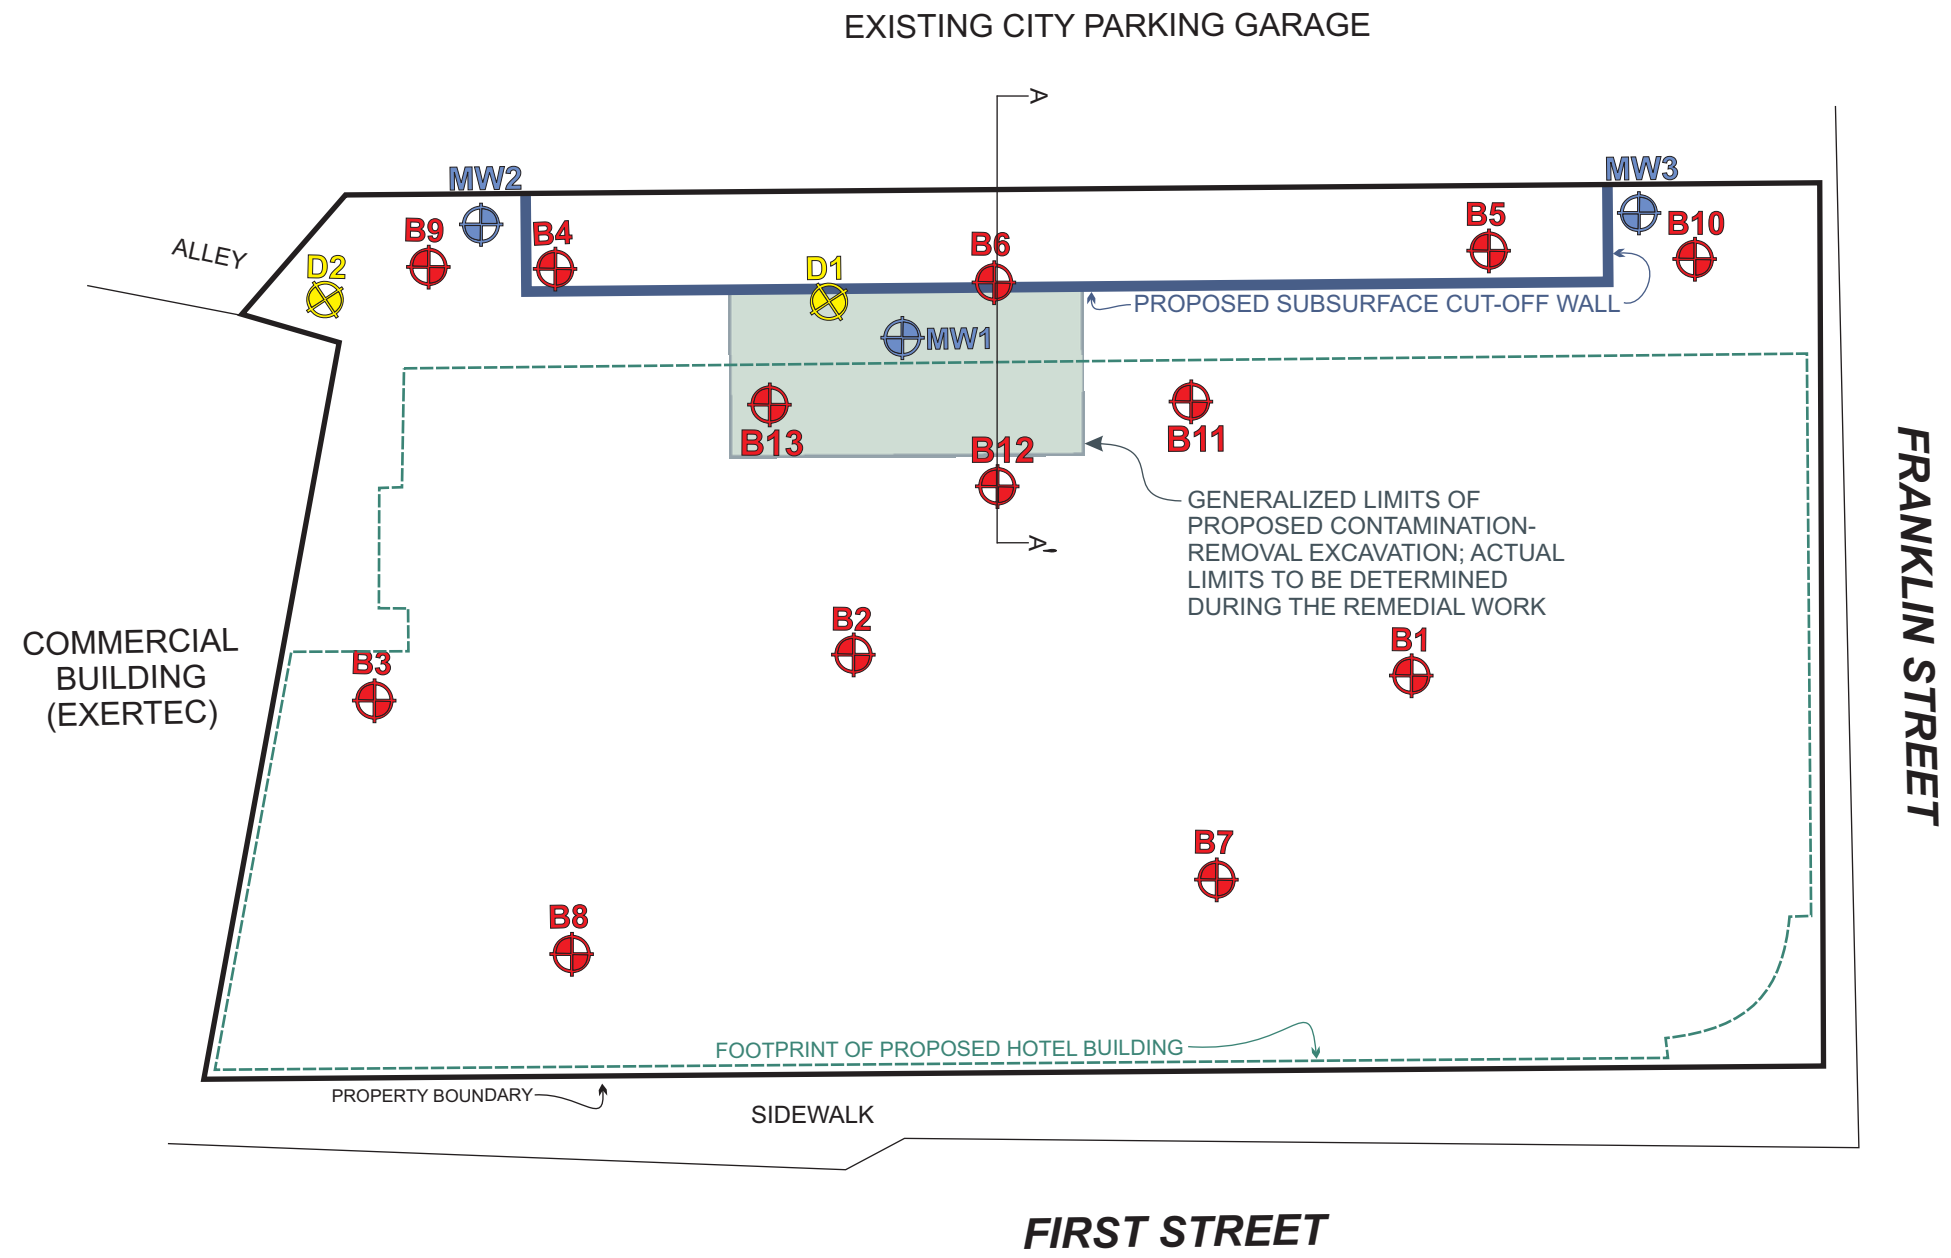 EXISTING CITY PARKING GARAGE
A
MW2
MW3
B9
B4
B6
B5
B10
ALLEY
D2
D1
PROPOSED SUBSURFACE CUT-OFF WALL
MW1
B13
B12
B11
A'
GENERALIZED LIMITS OF
PROPOSED CONTAMINATION-
REMOVAL EXCAVATION; ACTUAL
LIMITS TO BE DETERMINED
DURING THE REMEDIAL WORK
FRANKLIN STREET
COMMERCIAL
BUILDING
(EXERTEC)
B3
B2
B1
B7
B8
FOOTPRINT OF PROPOSED HOTEL BUILDING
PROPERTY BOUNDARY
SIDEWALK
FIRST STREET